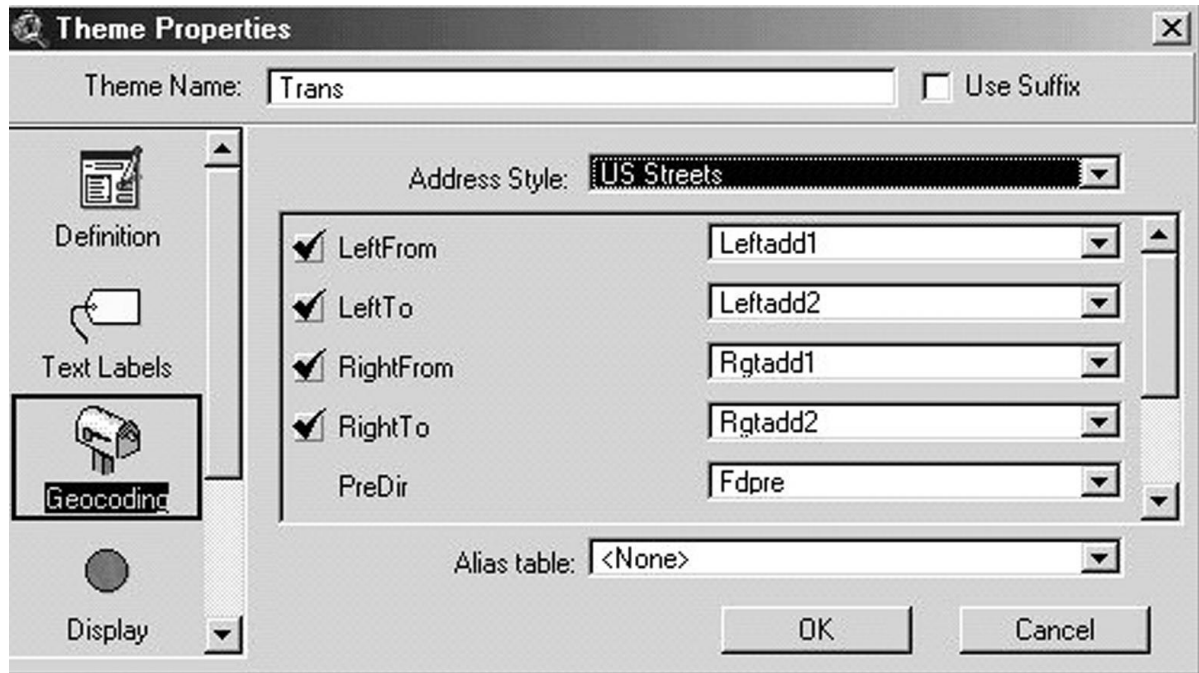 Theme Properties
Theme Name: Trans Use Suffix
Definition
Text Labels
Geocoding
Display
Address Style: US Streets
LeftFrom Leftadd1
LeftTo Leftadd2
RightFrom Rgtadd1
RightTo Rgtadd2
PreDir Fdpre
Alias table: <None>
OK Cancel